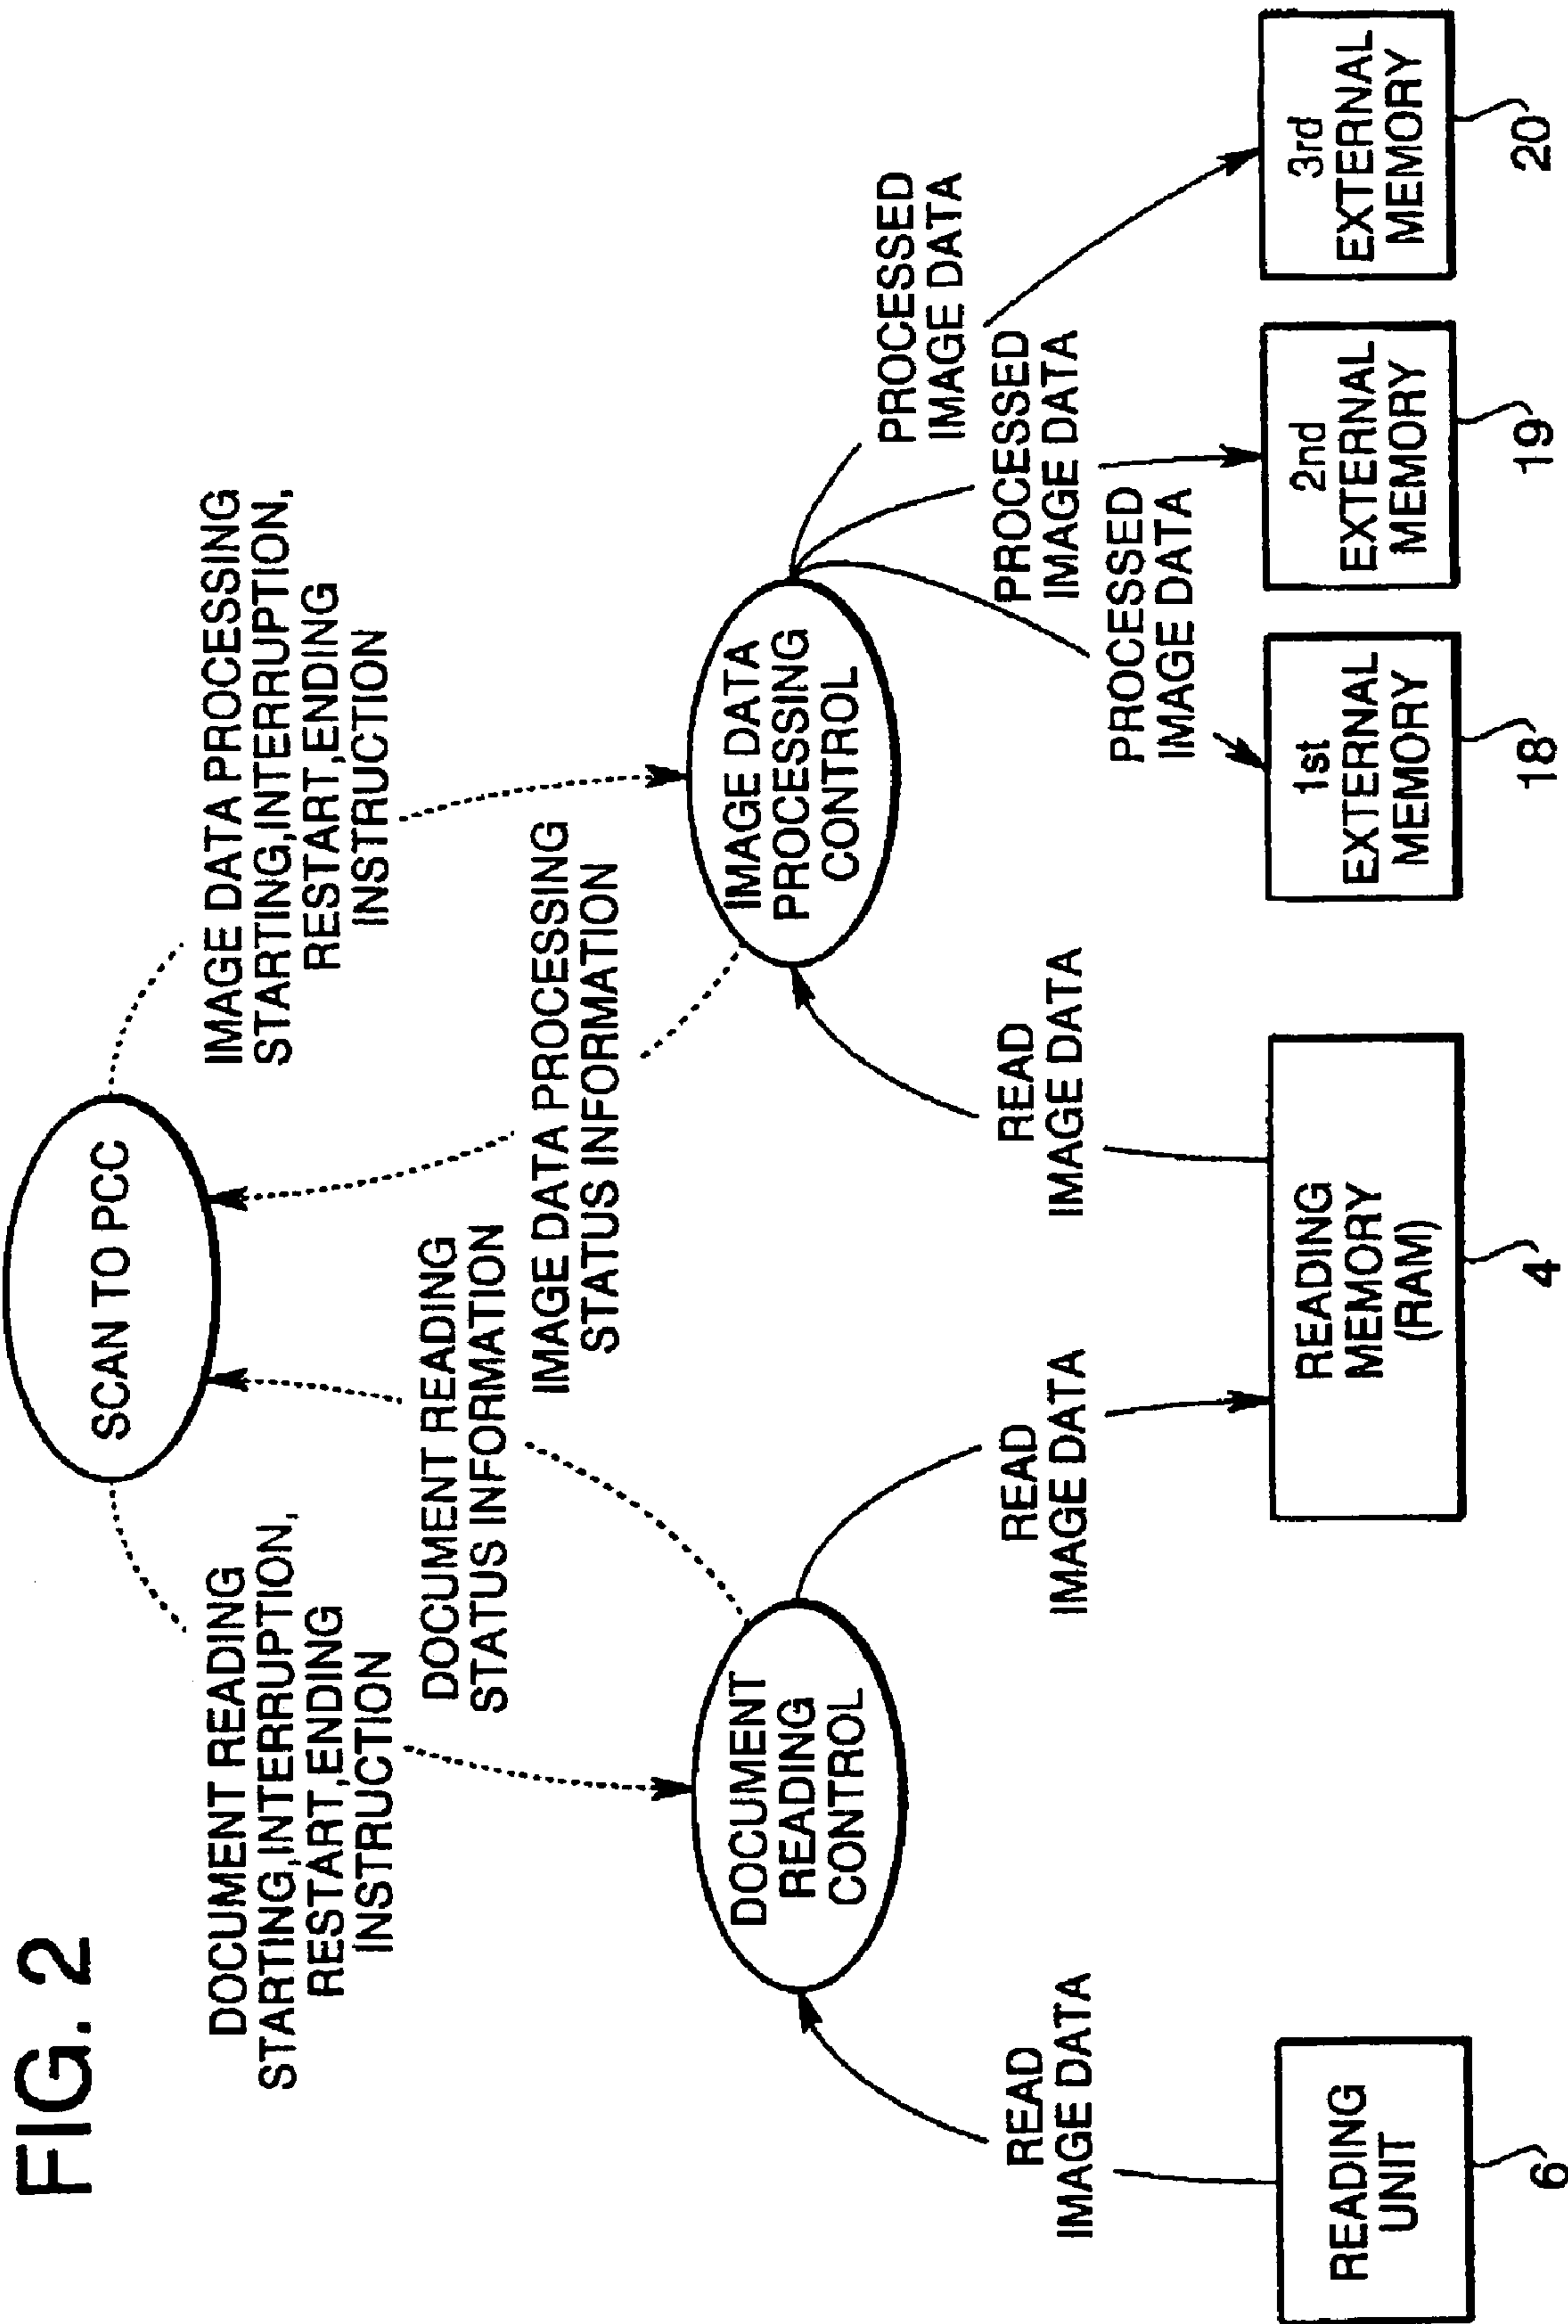 FIG. 2
SCAN TO PCC
DOCUMENT READING
STARTING,INTERRUPTION,
RESTART,ENDING
INSTRUCTION
IMAGE DATA PROCESSING
STARTING,INTERRUPTION,
RESTART,ENDING
INSTRUCTION
DOCUMENT READING
STATUS INFORMATION
IMAGE DATA PROCESSING
STATUS INFORMATION
DOCUMENT
READING
CONTROL
IMAGE DATA
PROCESSING
CONTROL
READ
IMAGE DATA
READ
IMAGE DATA
READ
IMAGE DATA
PROCESSED
IMAGE DATA
PROCESSED
IMAGE DATA
PROCESSED
IMAGE DATA
READING
UNIT
6
READING
MEMORY
(RAM)
4
1st
EXTERNAL
MEMORY
18
2nd
EXTERNAL
MEMORY
19
3rd
EXTERNAL
MEMORY
20